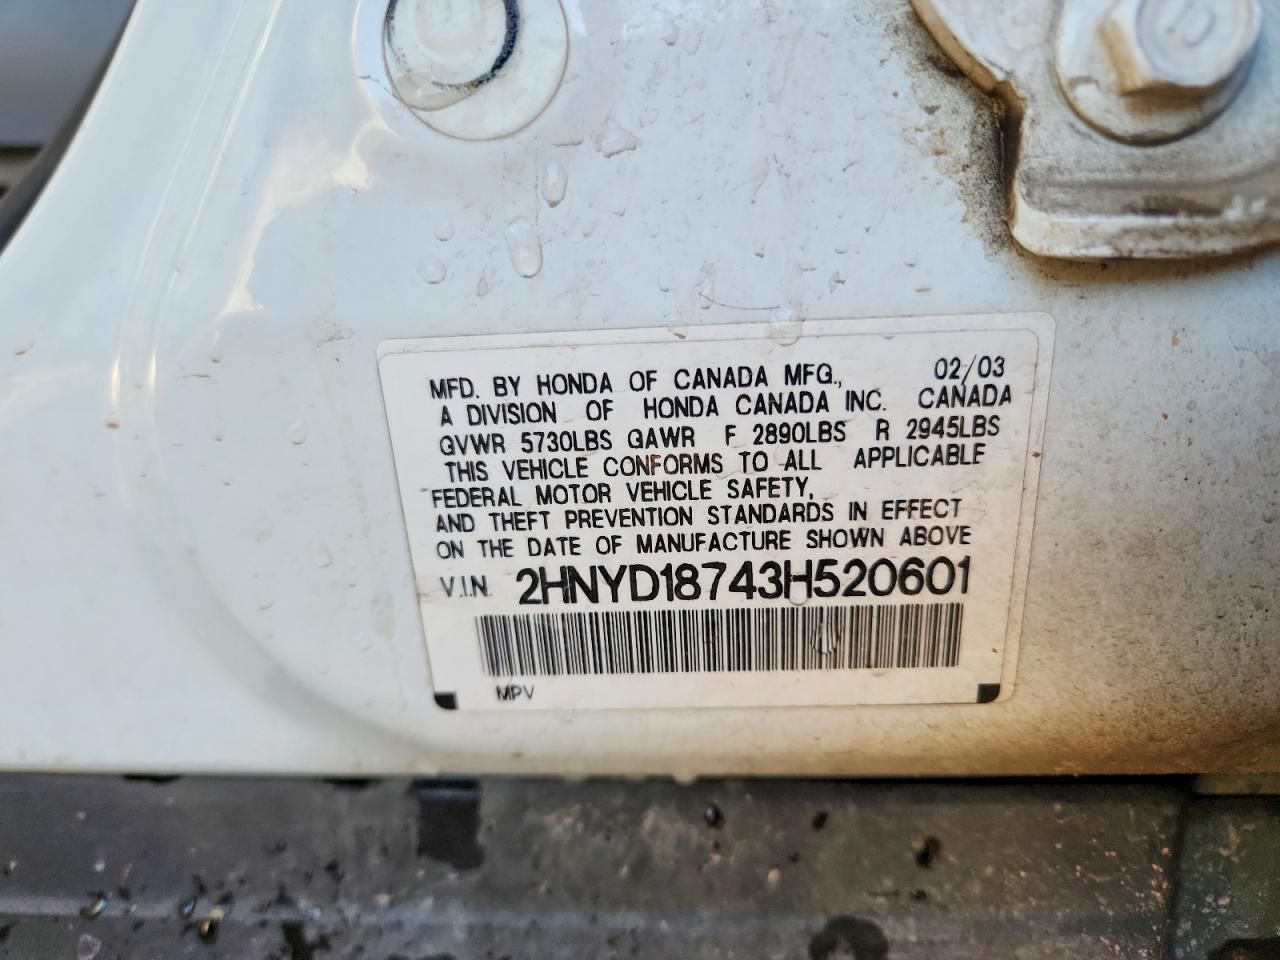 MFD. BY HONDA OF CANADA MFG., 02/03
A DIVISION OF HONDA CANADA INC. CANADA
GVWR 5730LBS GAWR F 2890LBS R 2945LBS
THIS VEHICLE CONFORMS TO ALL APPLICABLE
FEDERAL MOTOR VEHICLE SAFETY,
AND THEFT PREVENTION STANDARDS IN EFFECT
ON THE DATE OF MANUFACTURE SHOWN ABOVE
V.I.N. 2HNYD18743H520601
MPV